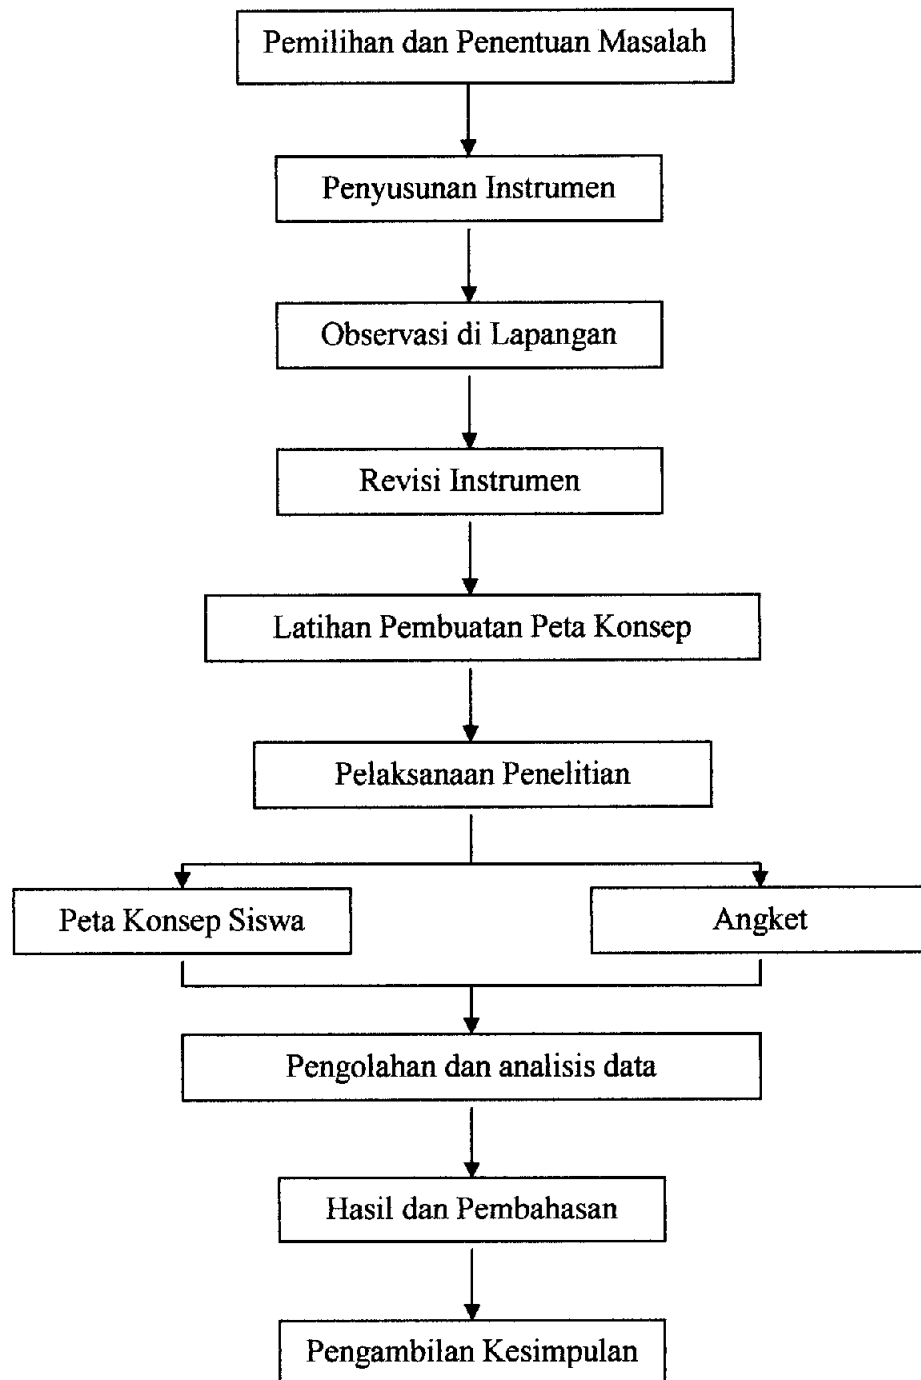 Pemilihan dan Penentuan Masalah
Penyusunan Instrumen
Observasi di Lapangan
Revisi Instrumen
Latihan Pembuatan Peta Konsep
Pelaksanaan Penelitian
Peta Konsep Siswa
Angket
Pengolahan dan analisis data
Hasil dan Pembahasan
Pengambilan Kesimpulan